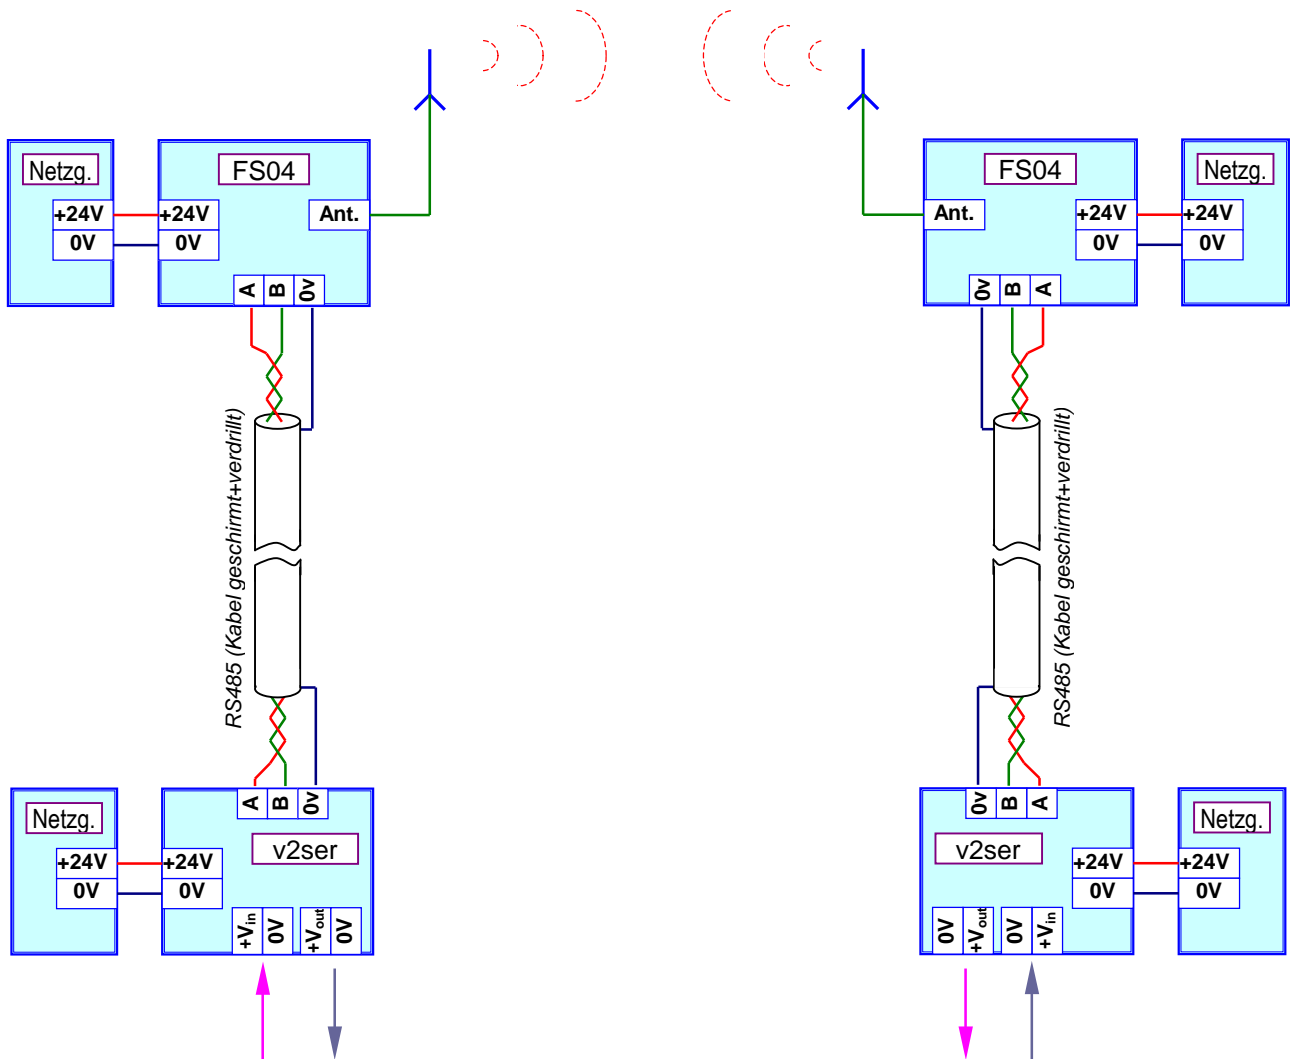 Netzg.
+24V
0V
FS04
+24V
0V
Ant.
A
B
0v
FS04
Ant.
+24V
0V
0v
B
A
Netzg.
+24V
0V
RS485 (Kabel geschirmt+verdrillt)
RS485 (Kabel geschirmt+verdrillt)
Netzg.
+24V
0V
A
B
0v
v2ser
+24V
0V
+Vin
0V
+Vout
0V
0v
B
A
v2ser
+24V
0V
0V
+Vout
0V
+Vin
Netzg.
+24V
0V